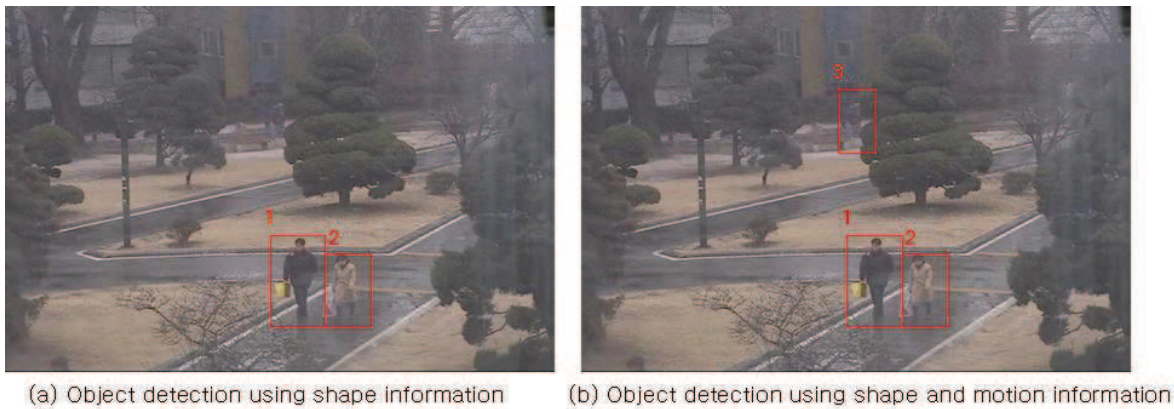 3
1
2
1
2
(a) Object detection using shape information
(b) Object detection using shape and motion information